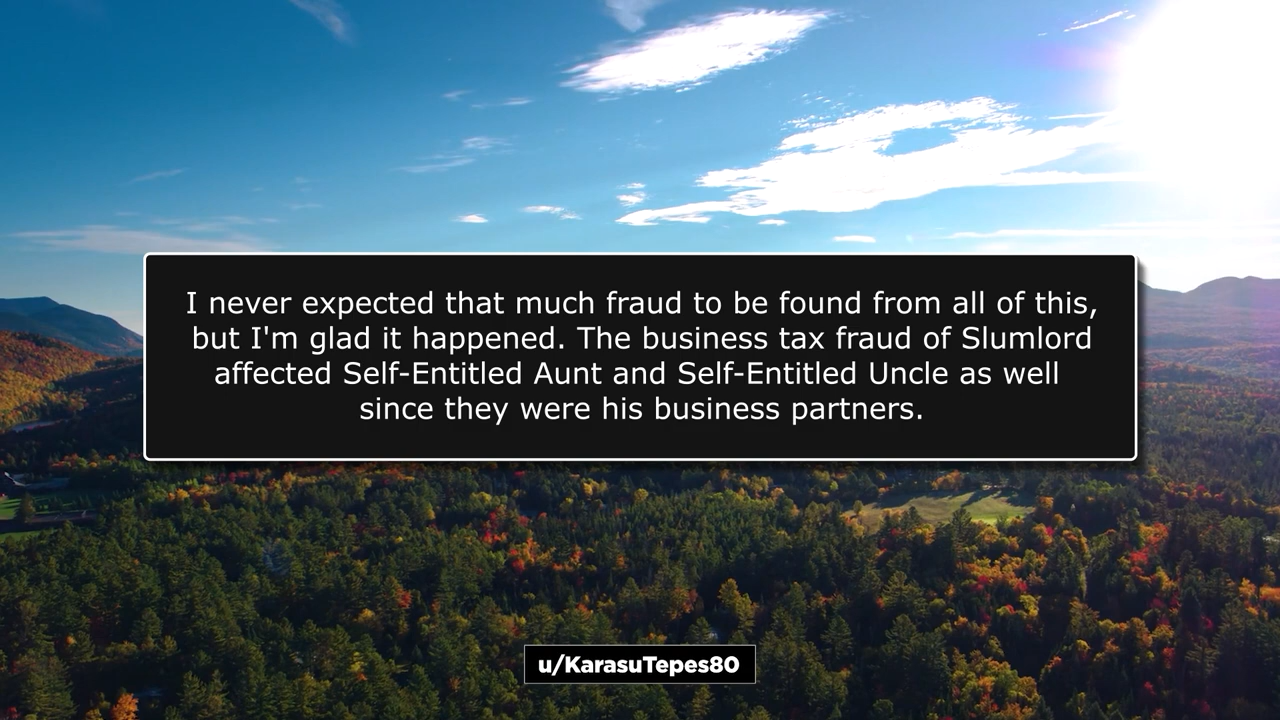 I never expected that much fraud to be found from all of this,
but I'm glad it happened. The business tax fraud of Slumlord
affected Self-Entitled Aunt and Self-Entitled Uncle as well
since they were his business partners.
u/KarasuTepes80